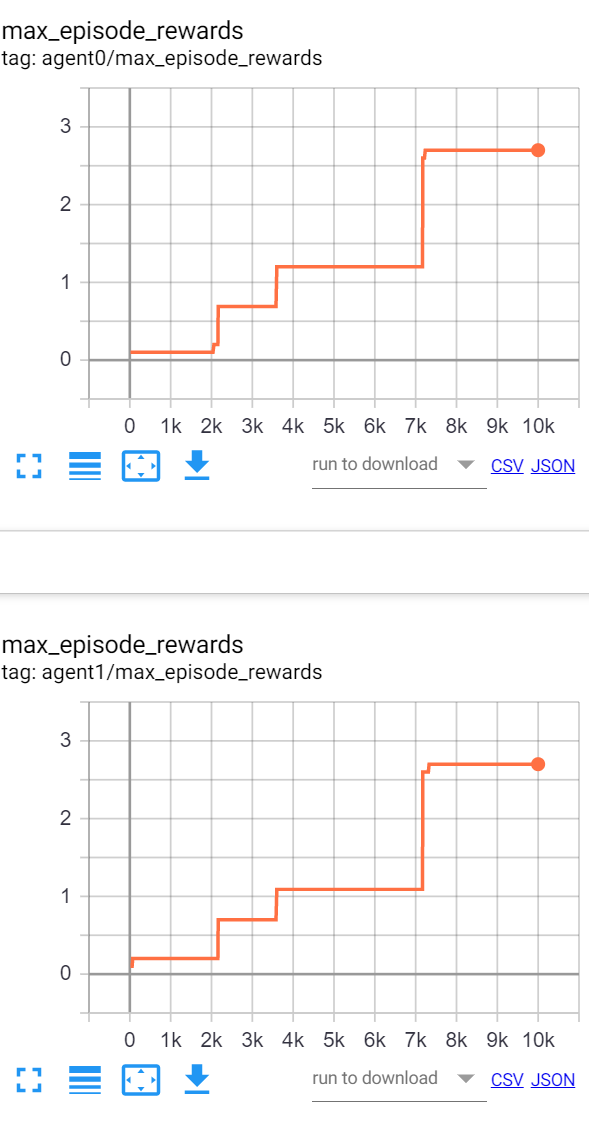 max_episode_rewards
tag: agent0/max_episode_rewards
3
2
1
0
0 1k 2k 3k 4k 5k 6k 7k 8k 9k 10k
run to download CSV JSON
max_episode_rewards
tag: agent1/max_episode_rewards
3
2
1
0
0 1k 2k 3k 4k 5k 6k 7k 8k 9k 10k
run to download CSV JSON